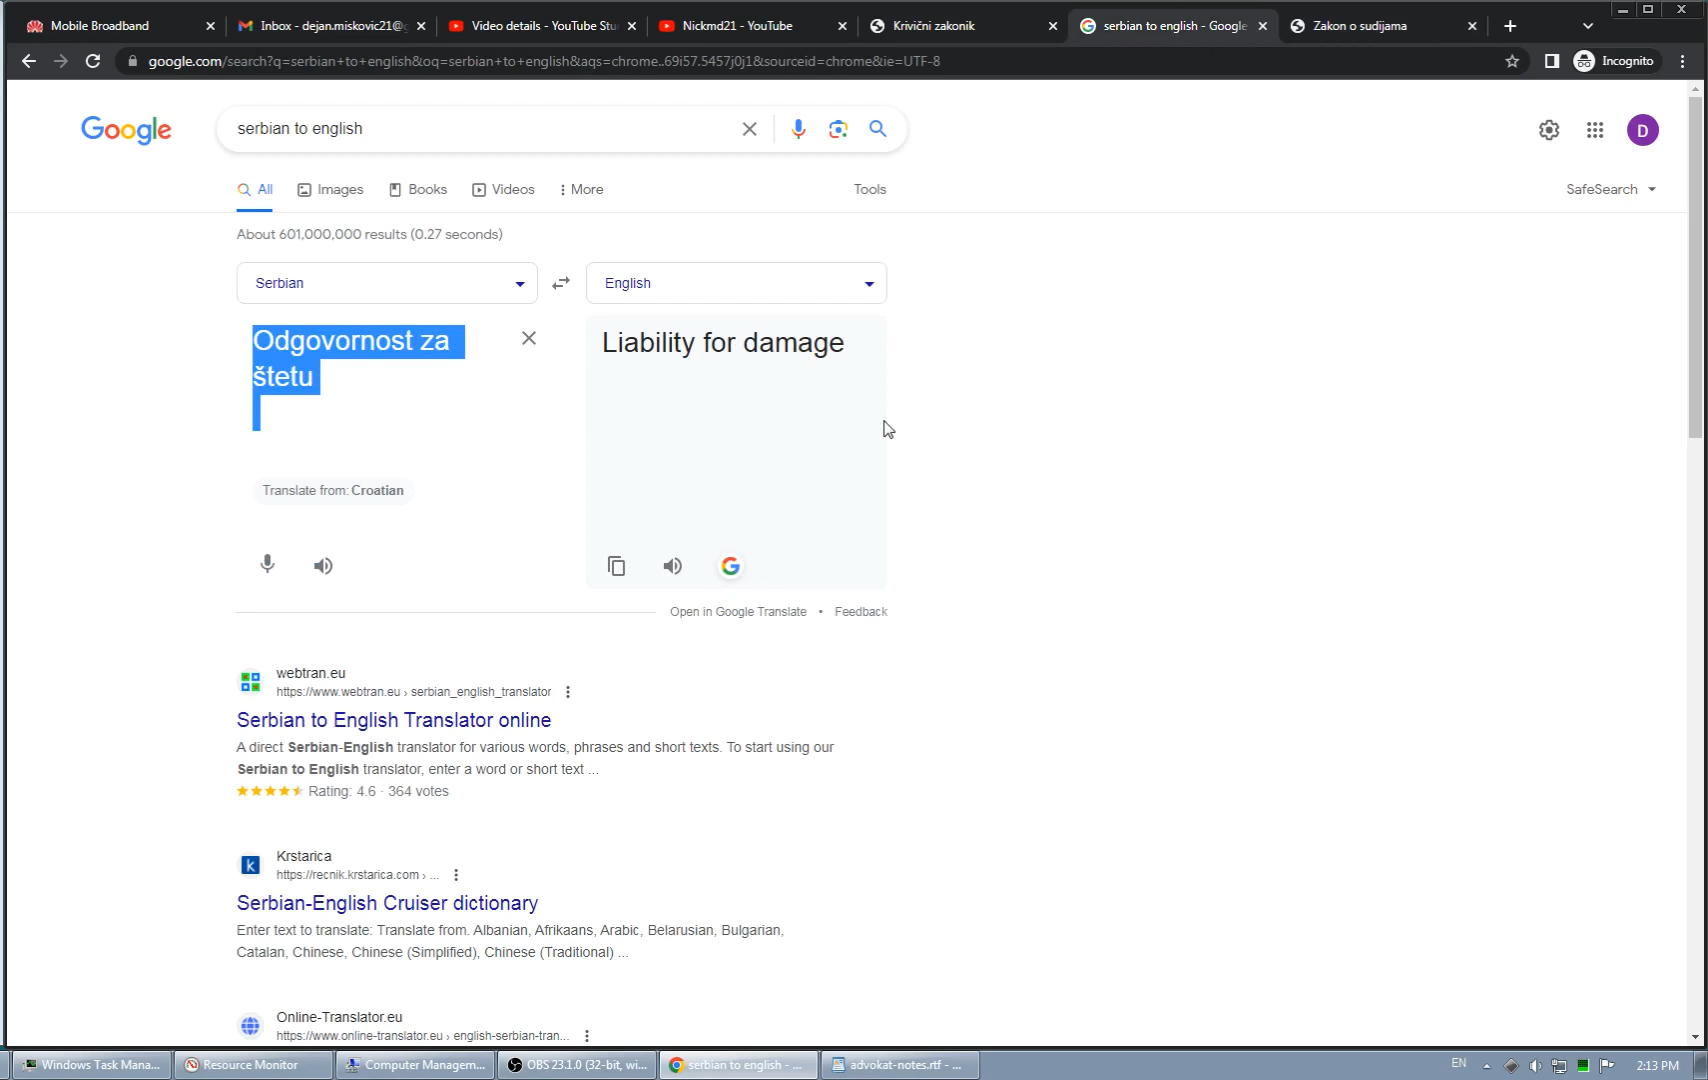 Mobile Broadband
Inbox - dejan.miskovic21@g
Video details - YouTube Stu
Nickmd21 - YouTube
Krivični zakonik
serbian to english - Google
Zakon o sudijama
google.com/search?q=serbian+to+english&oq=serbian+to+english&aqs=chrome..69i57.5457j0j1&sourceid=chrome&ie=UTF-8
Incognito
Google
serbian to english
D
All
Images
Books
Videos
More
Tools
SafeSearch
About 601,000,000 results (0.27 seconds)
Serbian
English
Odgovornost za
štetu
Liability for damage
Translate from: Croatian
Open in Google Translate • Feedback
webtran.eu
https://www.webtran.eu › serbian_english_translator
Serbian to English Translator online
A direct Serbian-English translator for various words, phrases and short texts. To start using our
Serbian to English translator, enter a word or short text ...
Rating: 4.6 · 364 votes
k
Krstarica
https://recnik.krstarica.com › ...
Serbian-English Cruiser dictionary
Enter text to translate: Translate from. Albanian, Afrikaans, Arabic, Belarusian, Bulgarian,
Catalan, Chinese, Chinese (Simplified), Chinese (Traditional) ...
Online-Translator.eu
https://www.online-translator.eu › english-serbian-tran...
Windows Task Mana...
Resource Monitor
Computer Managem...
OBS 23.1.0 (32-bit, wi...
serbian to english - ...
advokat-notes.rtf - ...
EN
2:13 PM